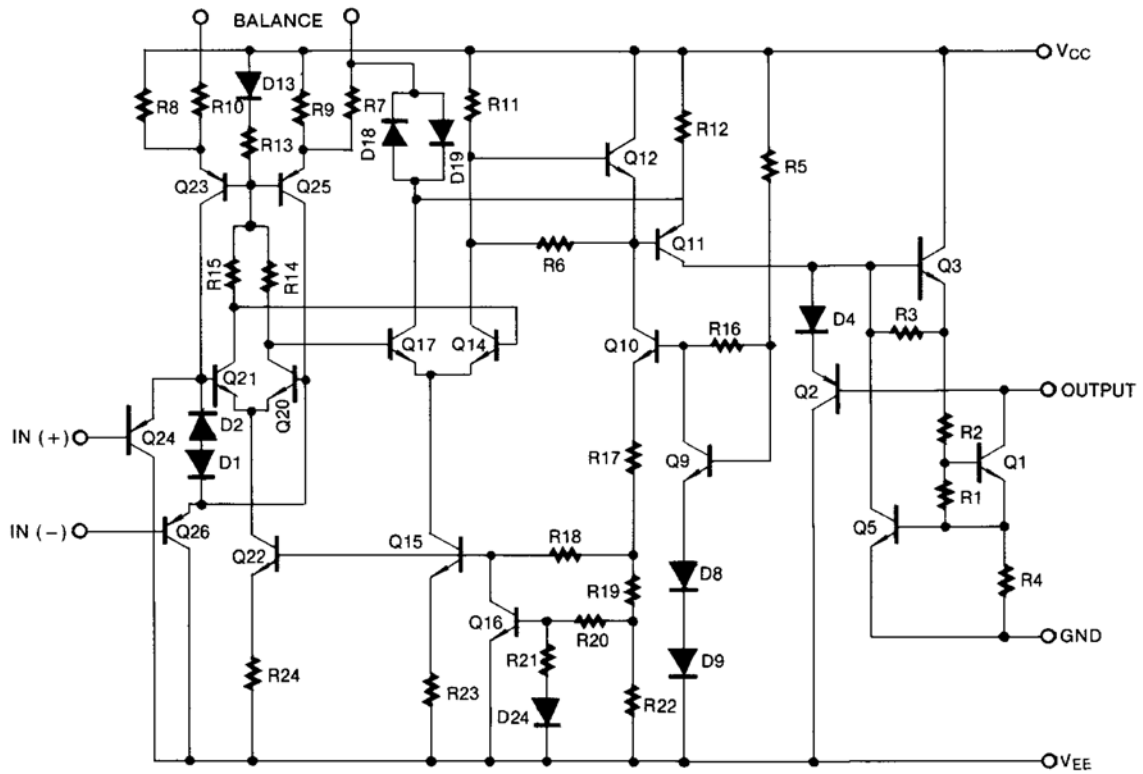 BALANCE
VCC
R8
R10
D13
R9
R7
R11
R12
R13
D18
D19
Q12
R5
Q23
Q25
Q11
Q3
R6
R15
R14
D4
R3
Q17
Q14
Q10
R16
Q21
Q20
Q2
OUTPUT
IN (+)
Q24
D2
D1
R17
Q9
R2
Q1
R1
IN (−)
Q26
Q22
Q15
R18
Q5
R19
D8
R4
Q16
R20
GND
R21
R24
R23
D24
R22
D9
VEE